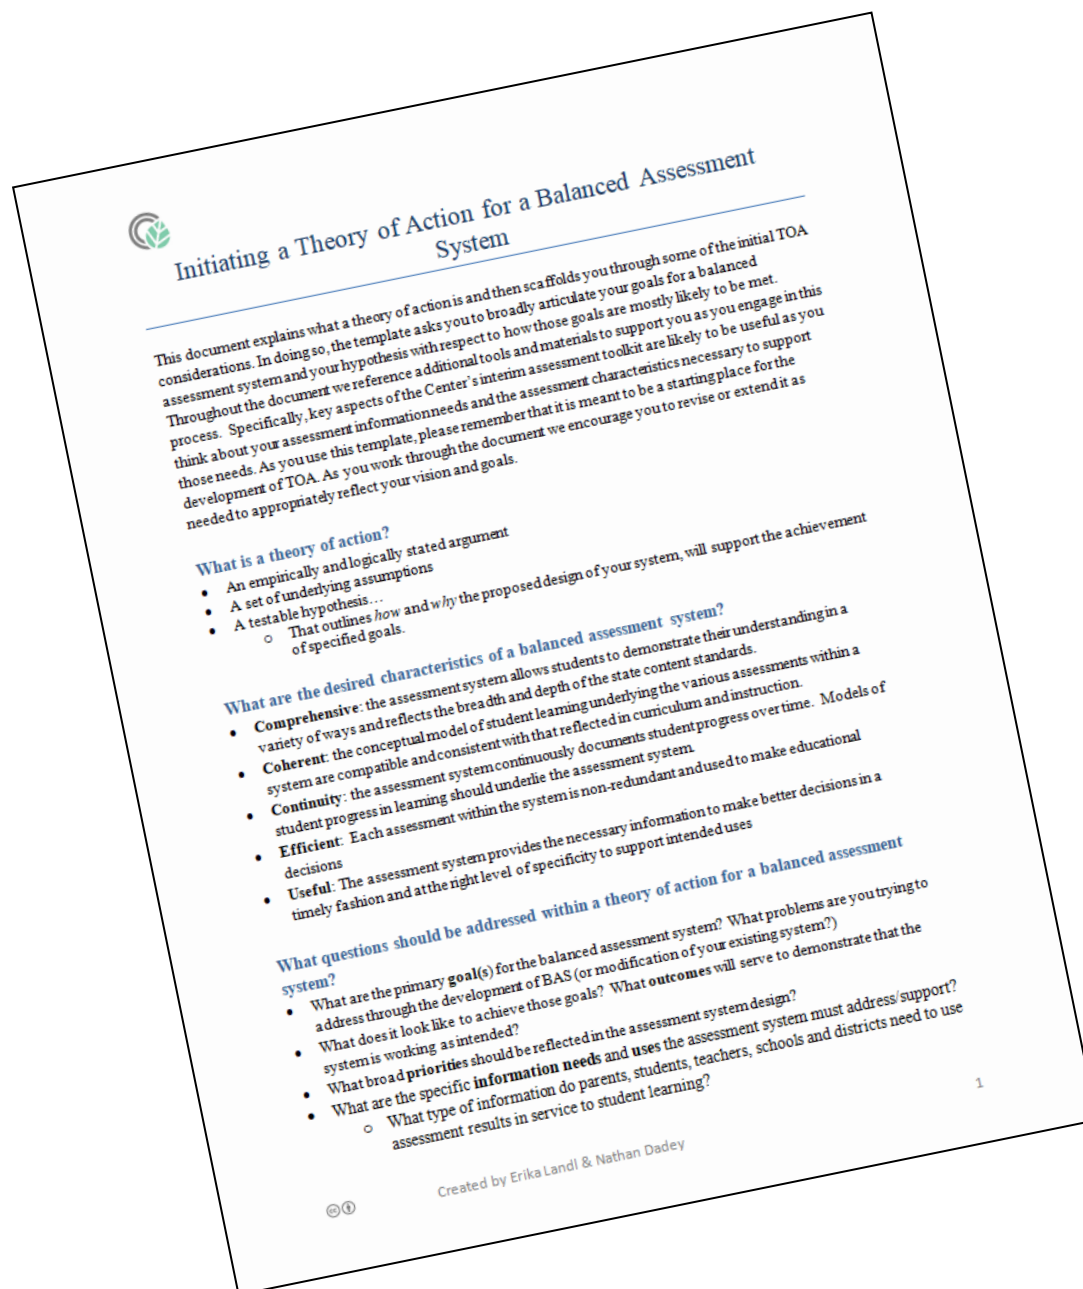 Initiating a Theory of Action for a Balanced Assessment
System
This document explains what a theory of action is and then scaffolds you through some of the initial TOA
considerations. In doing so, the template asks you to broadly articulate your goals for a balanced
assessment system and your hypothesis with respect to how those goals are mostly likely to be met.
Throughout the document we reference additional tools and materials to support you as you engage in this
process.  Specifically, key aspects of the Center's interim assessment toolkit are likely to be useful as you
think about your assessment information needs and the assessment characteristics necessary to support
those needs. As you use this template, please remember that it is meant to be a starting place for the
development of TOA. As you work through the document we encourage you to revise or extend it as
needed to appropriately reflect your vision and goals.
What is a theory of action?
• An empirically and logically stated argument
• A set of underlying assumptions
• A testable hypothesis…
o That outlines how and why the proposed design of your system, will support the achievement
of specified goals.
What are the desired characteristics of a balanced assessment system?
• Comprehensive: the assessment system allows students to demonstrate their understanding in a
variety of ways and reflects the breadth and depth of the state content standards.
• Coherent: the conceptual model of student learning underlying the various assessments within a
system are compatible and consistent with that reflected in curriculum and instruction.
• Continuity: the assessment system continuously documents student progress over time.  Models of
student progress in learning should underlie the assessment system.
• Efficient:  Each assessment within the system is non-redundant and used to make educational
decisions
• Useful: The assessment system provides the necessary information to make better decisions in a
timely fashion and at the right level of specificity to support intended uses
What questions should be addressed within a theory of action for a balanced assessment
system?
• What are the primary goal(s) for the balanced assessment system?  What problems are you trying to
address through the development of BAS (or modification of your existing system?)
• What does it look like to achieve those goals?  What outcomes will serve to demonstrate that the
system is working as intended?
• What broad priorities should be reflected in the assessment system design?
• What are the specific information needs and uses the assessment system must address/support?
o What type of information do parents, students, teachers, schools and districts need to use
assessment results in service to student learning?
1
Created by Erika Landl & Nathan Dadey